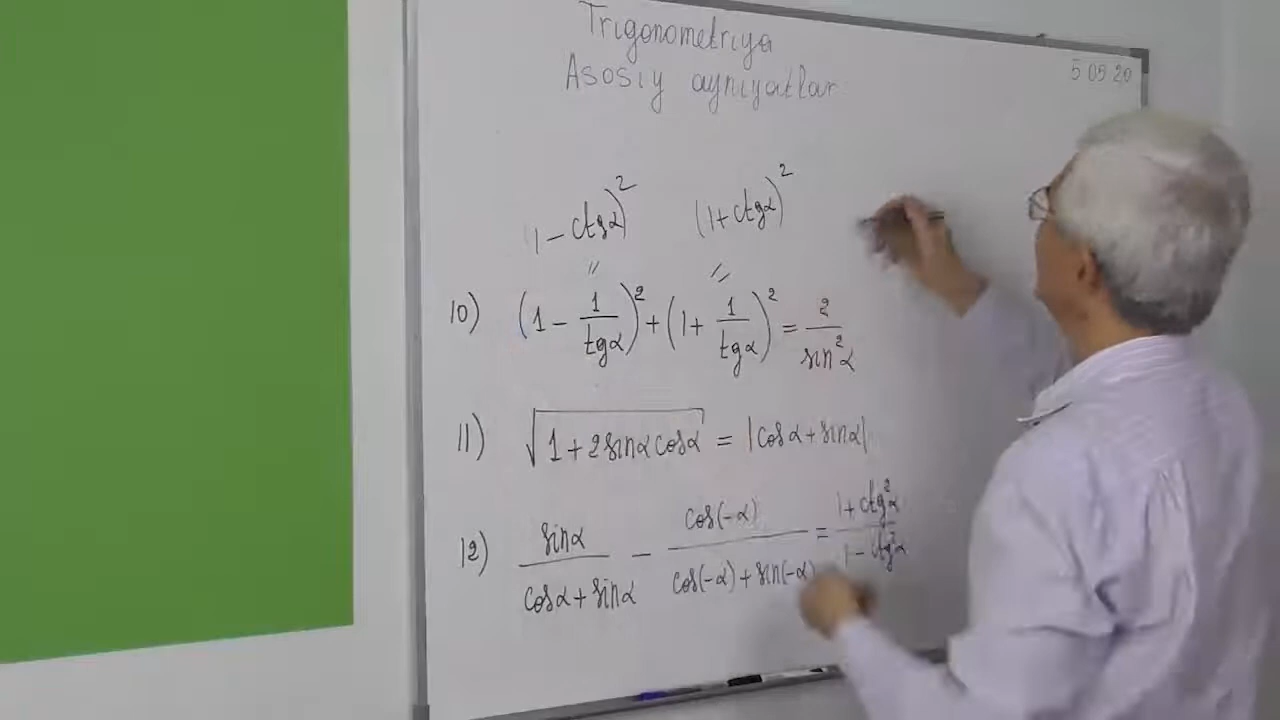 Trigonometriya
5 09 20
Asosiy ayniyatlar
(1 − ctgα)² (1 + ctgα)²
〃 〃
10) (1 − 1/tgα)² + (1 + 1/tgα)² = 2/sin²α
11) √(1 + 2sinα cosα) = |cosα + sinα|
12) sinα/(cosα + sinα) − cos(−α)/(cos(−α) + sin(−α)) = (1 + ctg²α)/(1 − ctg²α)